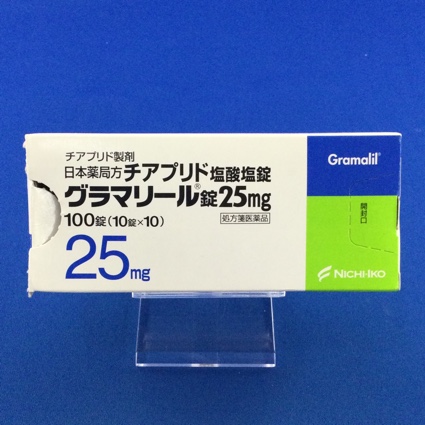 チアプリド製剤
日本薬局方チアプリド塩酸塩錠
グラマリール®錠25mg
100錠(10錠×10)
処方箋医薬品
25mg
Gramalil®
開封口
NICHI-IKO